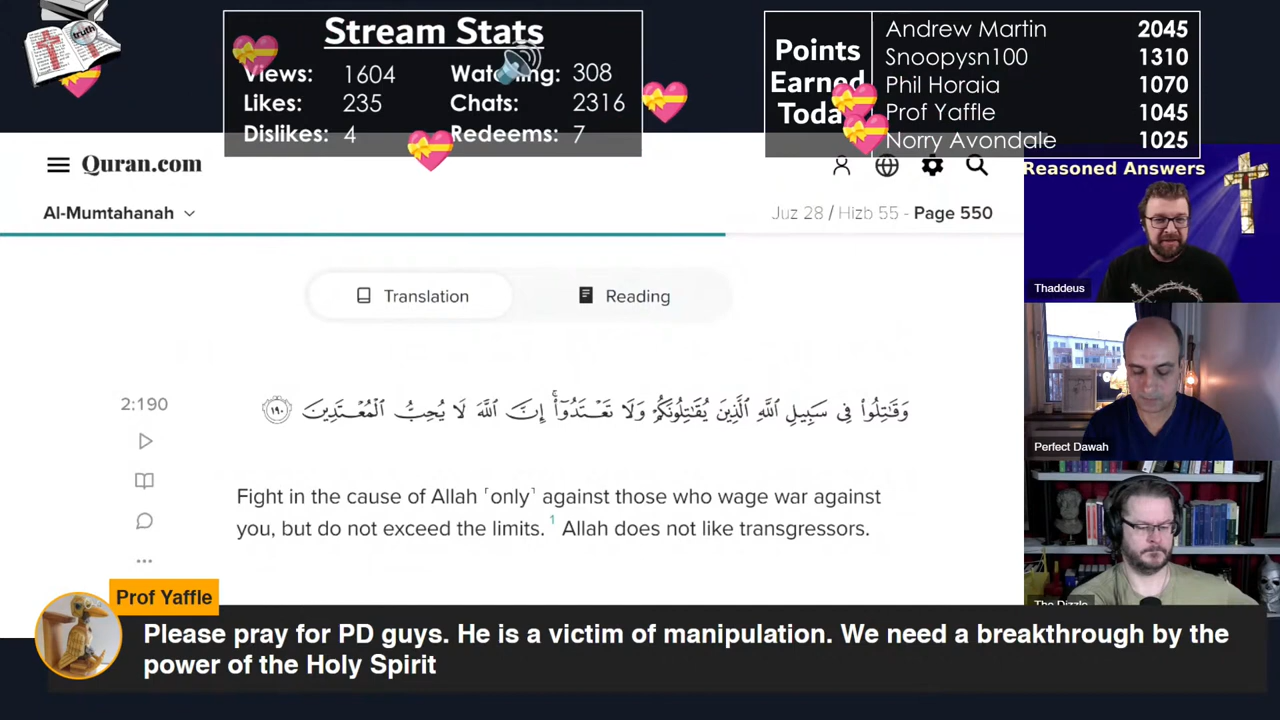 truth
Stream Stats
Views: 1604 Watching: 308
Likes: 235 Chats: 2316
Dislikes: 4 Redeems: 7
Points
Earned
Today
Andrew Martin 2045
Snoopysn100 1310
Phil Horaia 1070
Prof Yaffle 1045
Norry Avondale 1025
Quran.com
Al-Mumtahanah
Juz 28 / Hizb 55 - Page 550
Translation
Reading
2:190
وَقَـٰتِلُوا۟ فِى سَبِيلِ ٱللَّهِ ٱلَّذِينَ يُقَـٰتِلُونَكُمْ وَلَا تَعْتَدُوٓا۟ ۚ إِنَّ ٱللَّهَ لَا يُحِبُّ ٱلْمُعْتَدِينَ ١٩٠
Fight in the cause of Allah ˹only˺ against those who wage war against
you, but do not exceed the limits. 1 Allah does not like transgressors.
Reasoned Answers
Thaddeus
Perfect Dawah
The Dizzle
Prof Yaffle
Please pray for PD guys. He is a victim of manipulation. We need a breakthrough by the
power of the Holy Spirit